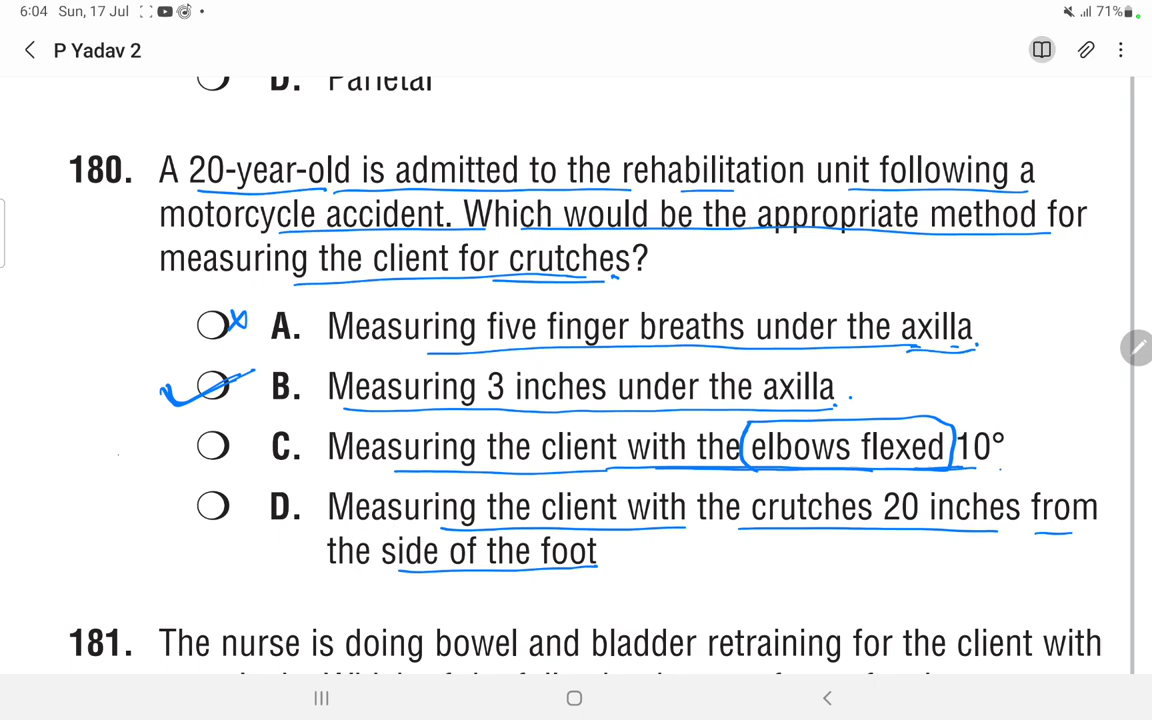 6:04 Sun, 17 Jul
71%
P Yadav 2
D. Parietal
180. A 20-year-old is admitted to the rehabilitation unit following a
motorcycle accident. Which would be the appropriate method for
measuring the client for crutches?
A. Measuring five finger breaths under the axilla
B. Measuring 3 inches under the axilla
C. Measuring the client with the elbows flexed 10°
D. Measuring the client with the crutches 20 inches from
the side of the foot
181. The nurse is doing bowel and bladder retraining for the client with